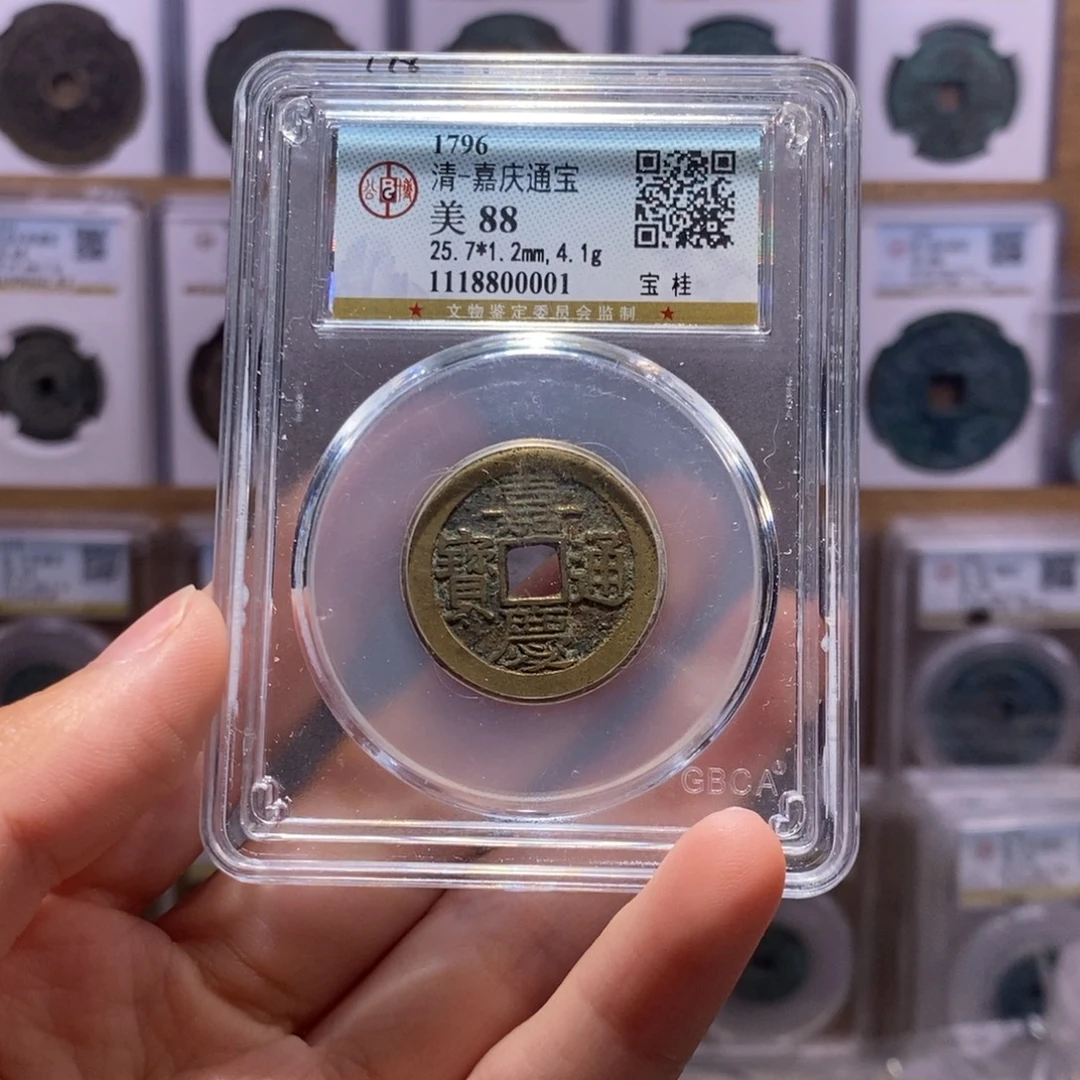 1796
清-嘉庆通宝
美 88
25.7*1.2mm,4.1g
1118800001 宝桂
★ 文物鉴定委员会监制 ★
嘉慶通寶
GBCA